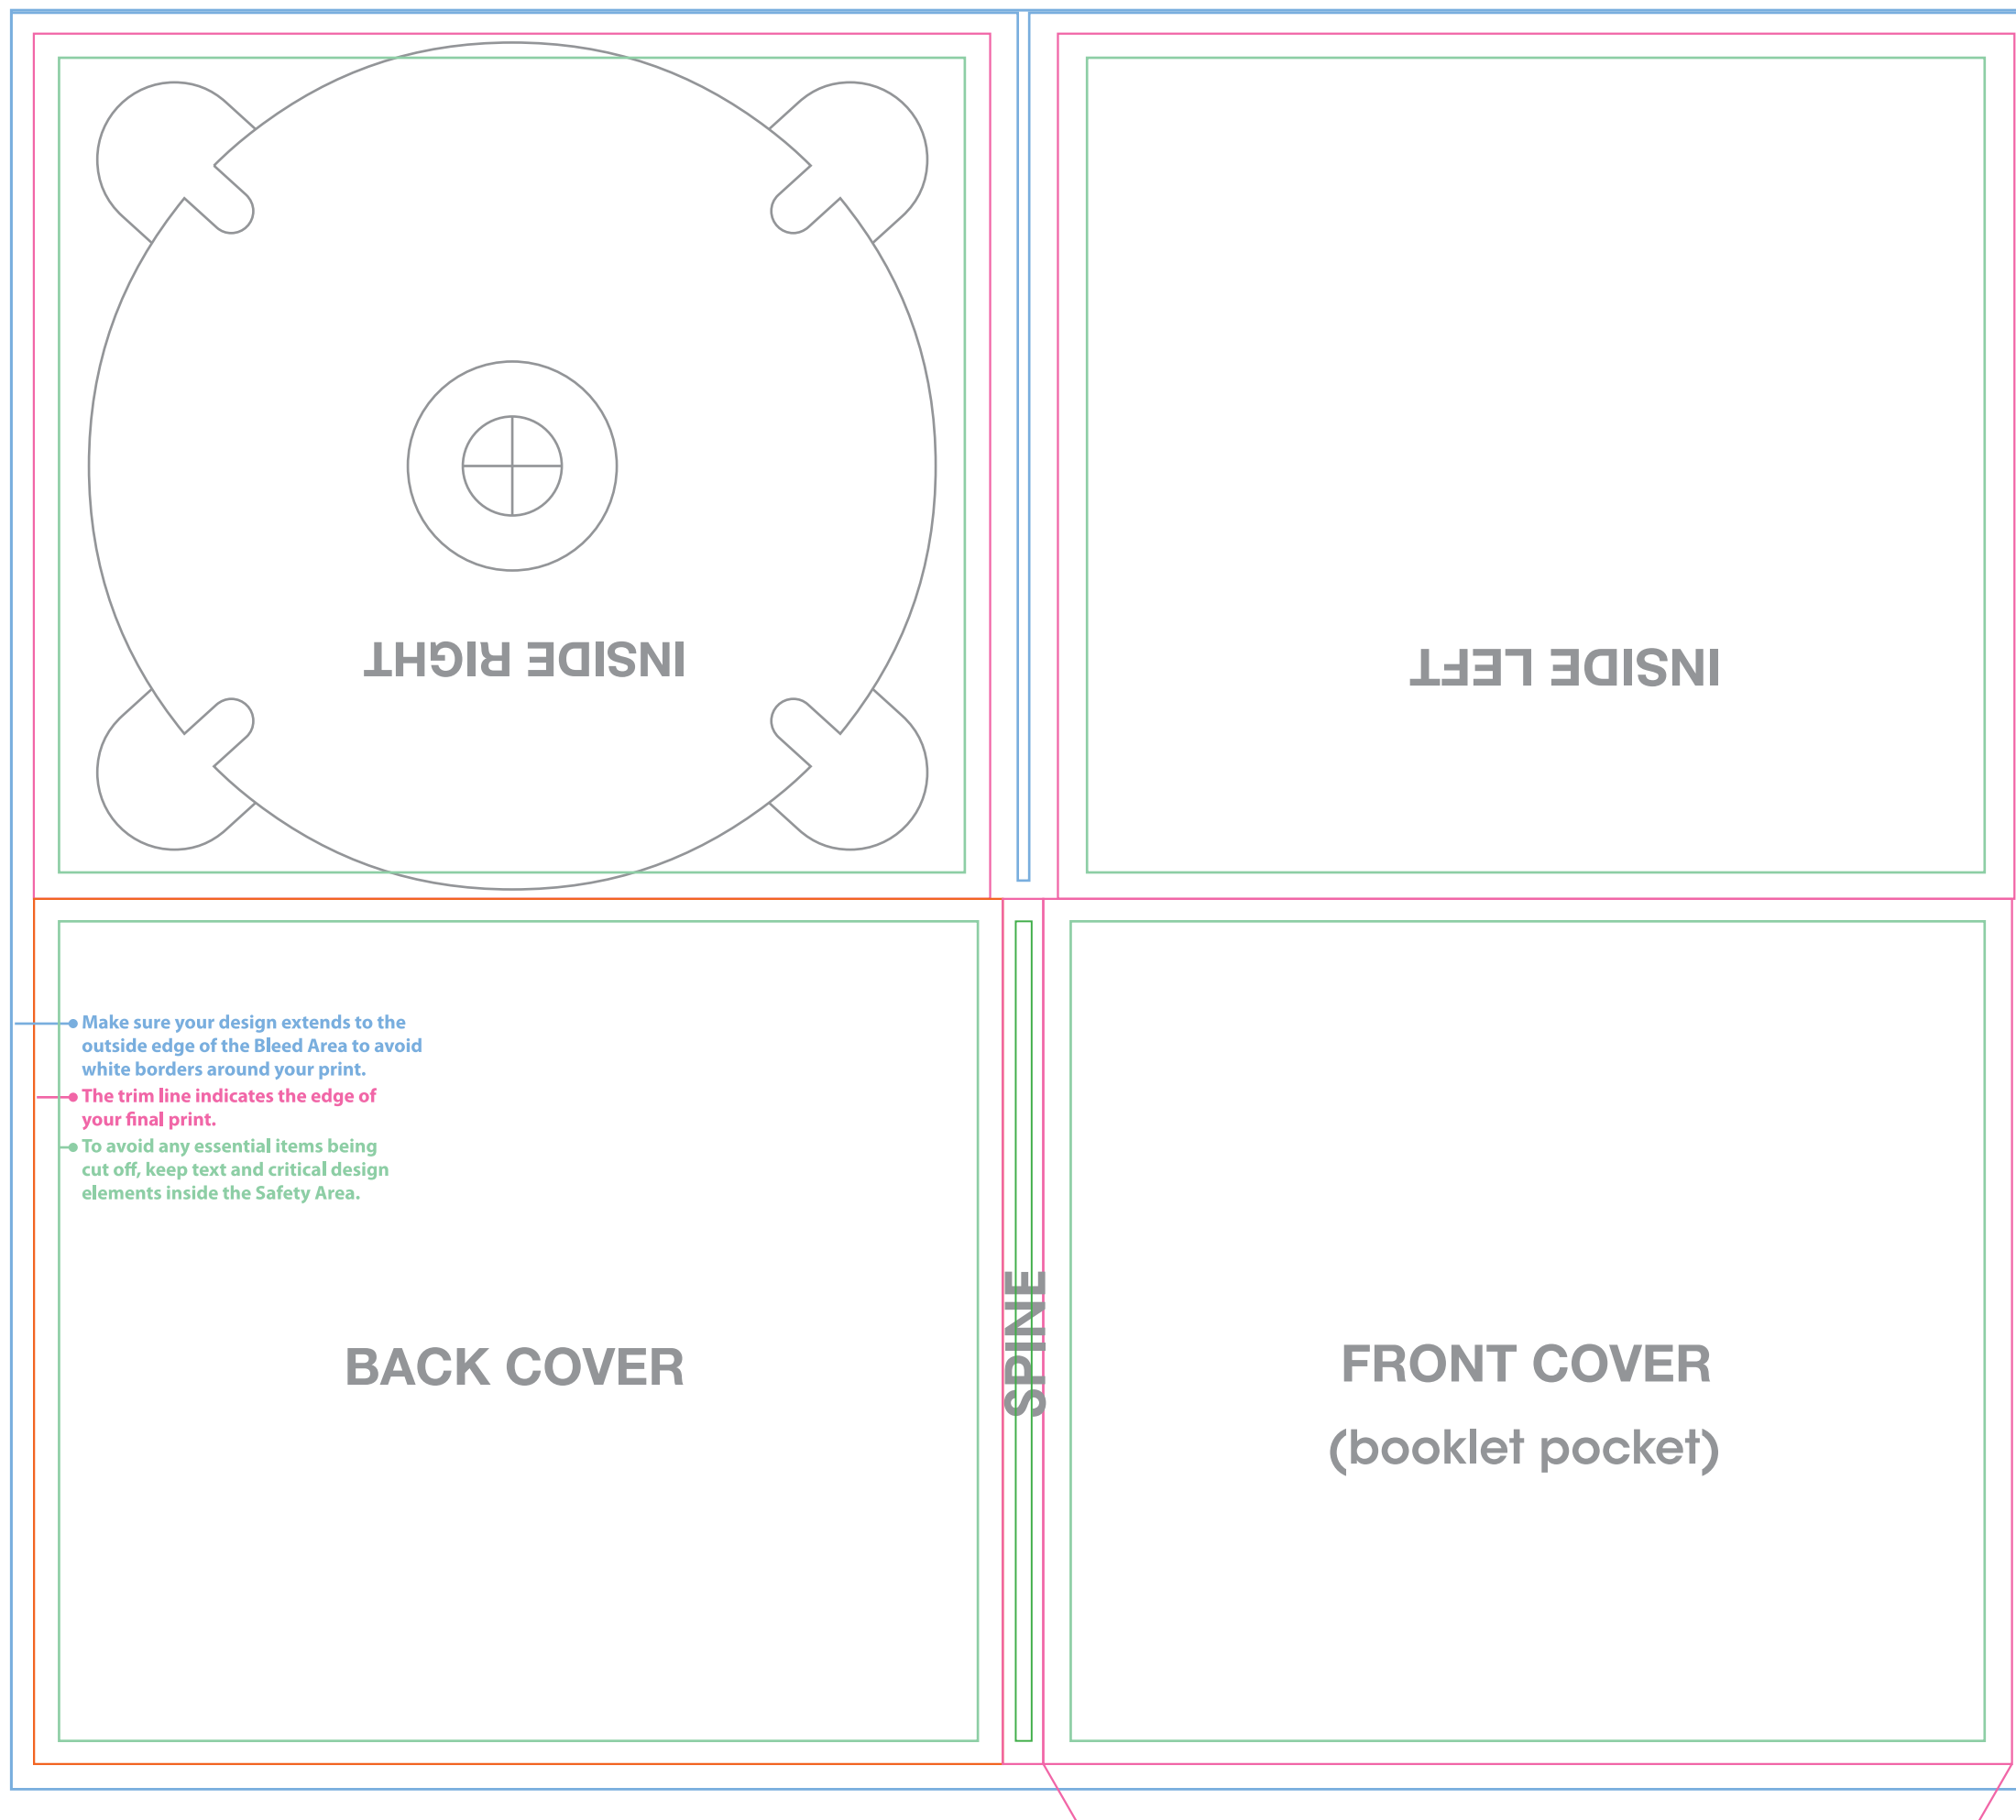 INSIDE RIGHT
INSIDE LEFT
Make sure your design extends to the
outside edge of the Bleed Area to avoid
white borders around your print.
The trim line indicates the edge of
your final print.
To avoid any essential items being
cut off, keep text and critical design
elements inside the Safety Area.
BACK COVER
SPINE
FRONT COVER
(booklet pocket)